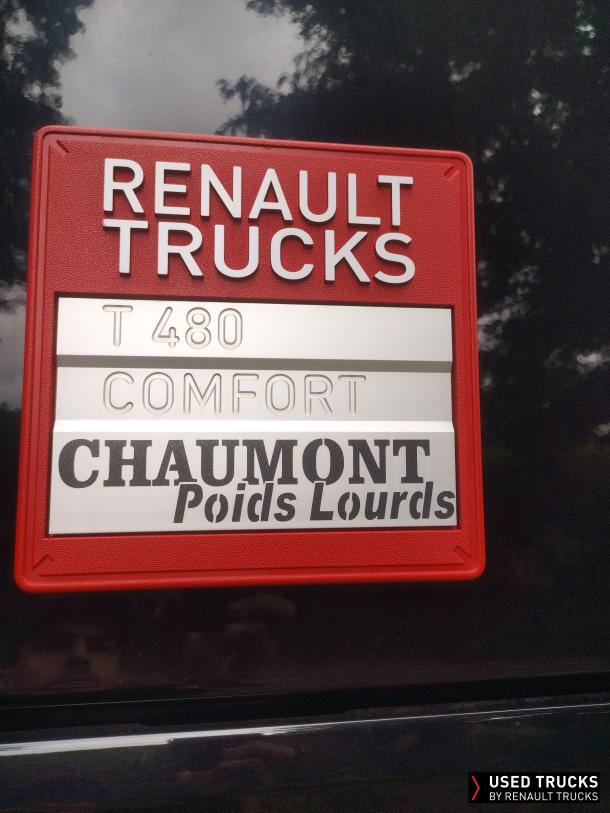 RENAULT
TRUCKS
T 480
COMFORT
CHAUMONT
Poids Lourds
USED TRUCKS
BY RENAULT TRUCKS